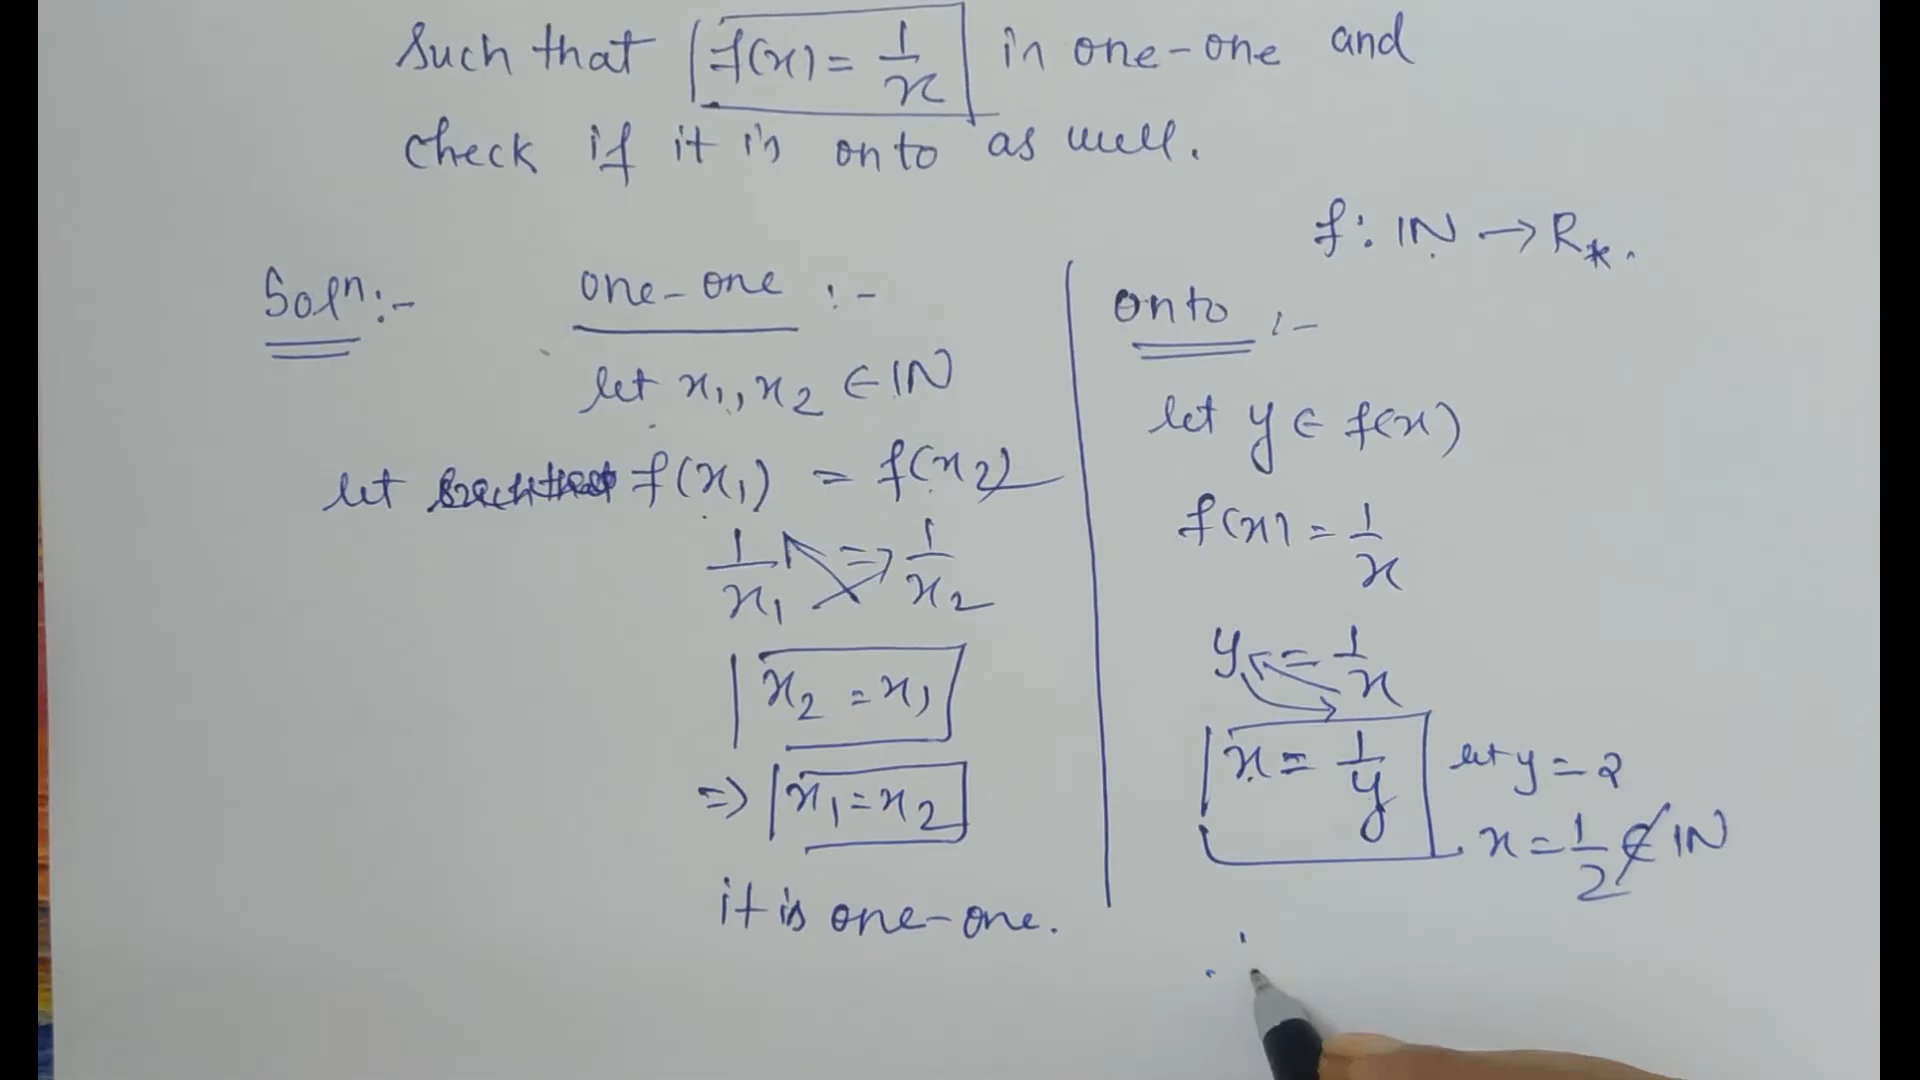 Such that f(x) = 1/x is one-one and
check if it is onto as well.
f: IN → R*.
Soln:-
one-one :-
let x1, x2 ∈ IN
let f(x1) = f(x2)
1/x1 = 1/x2
x2 = x1
⇒ x1 = x2
it is one-one.
onto :-
let y ∈ f(x)
f(x) = 1/x
y = 1/x
x = 1/y let y = 2
x = 1/2 ∉ IN